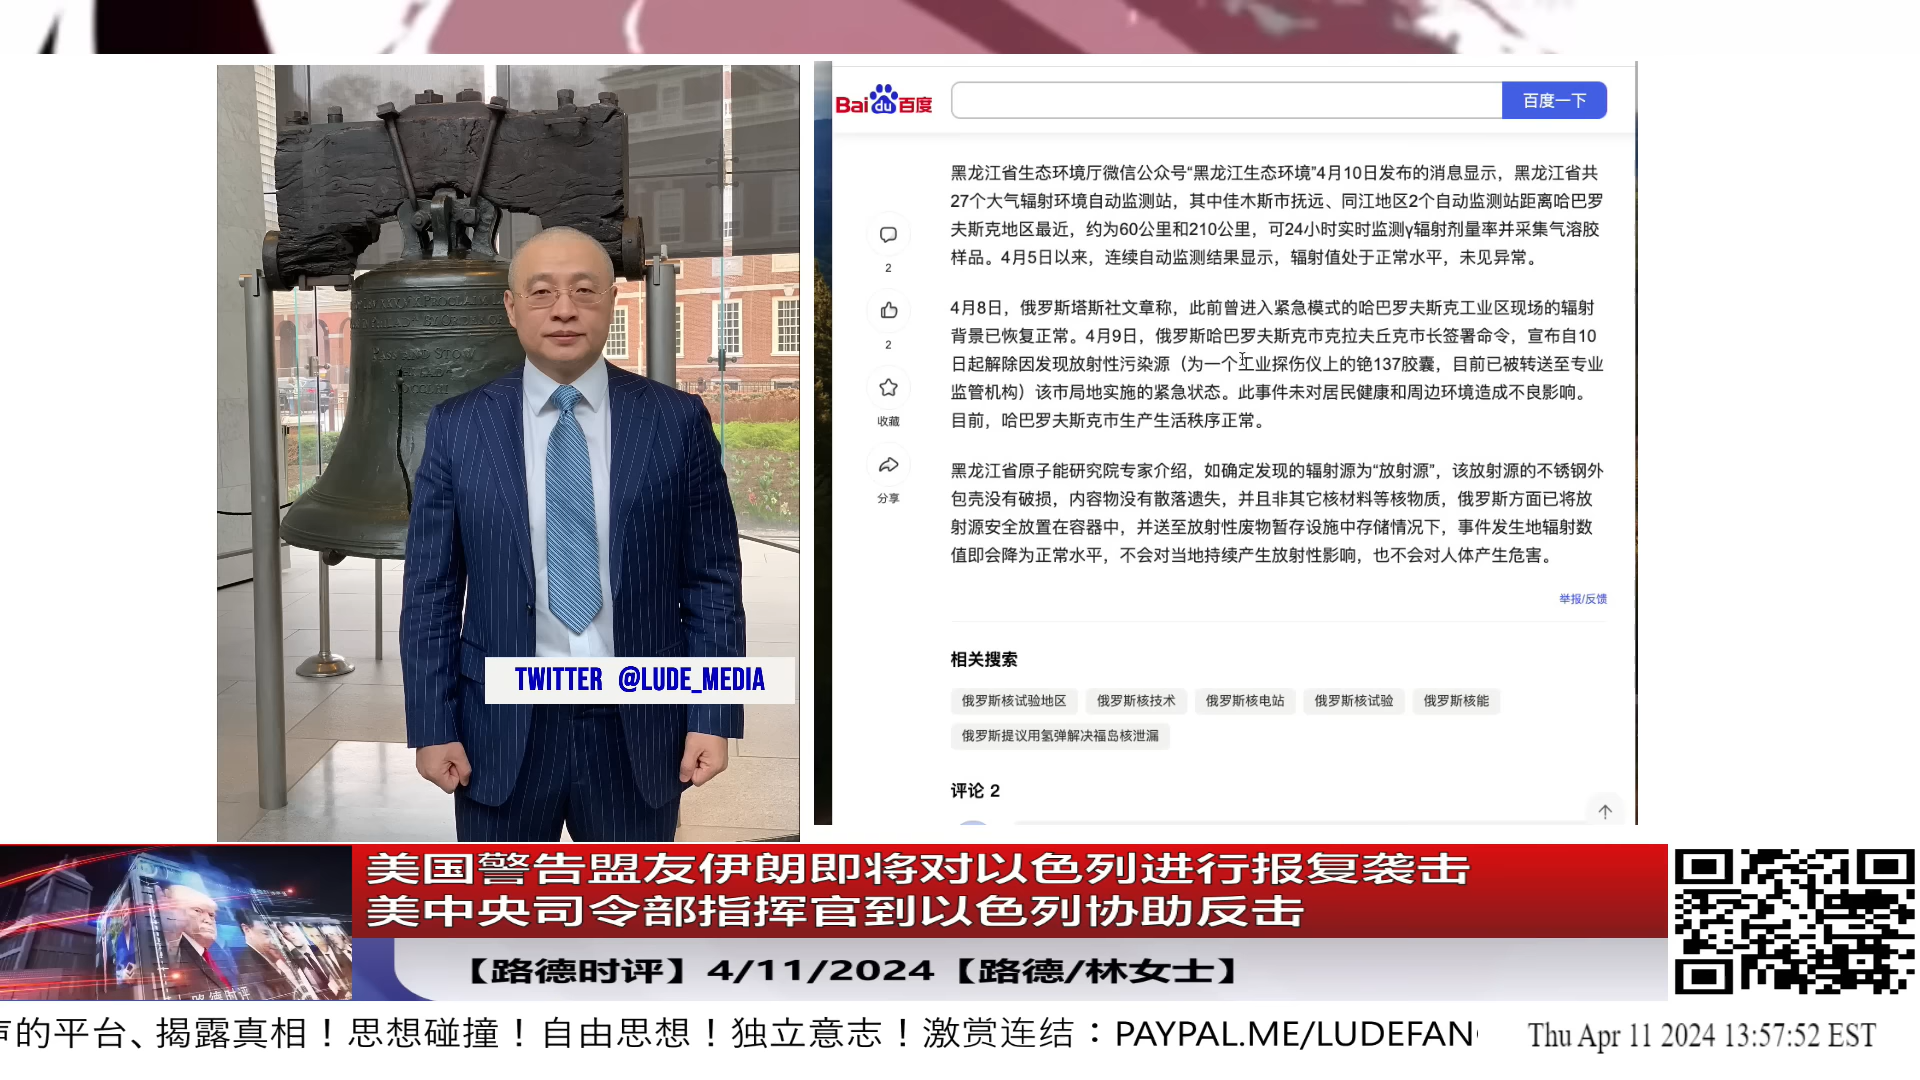 Baidu百度
百度一下
黑龙江省生态环境厅微信公众号“黑龙江生态环境”4月10日发布的消息显示，黑龙江省共
27个大气辐射环境自动监测站，其中佳木斯市抚远、同江地区2个自动监测站距离哈巴罗
夫斯克地区最近，约为60公里和210公里，可24小时实时监测γ辐射剂量率并采集气溶胶
样品。4月5日以来，连续自动监测结果显示，辐射值处于正常水平，未见异常。
4月8日，俄罗斯塔斯社文章称，此前曾进入紧急模式的哈巴罗夫斯克工业区现场的辐射
背景已恢复正常。4月9日，俄罗斯哈巴罗夫斯克市克拉夫丘克市长签署命令，宣布自10
日起解除因发现放射性污染源（为一个工业探伤仪上的铯137胶囊，目前已被转送至专业
监管机构）该市局地实施的紧急状态。此事件未对居民健康和周边环境造成不良影响。
目前，哈巴罗夫斯克市生产生活秩序正常。
黑龙江省原子能研究院专家介绍，如确定发现的辐射源为“放射源”，该放射源的不锈钢外
包壳没有破损，内容物没有散落遗失，并且非其它核材料等核物质，俄罗斯方面已将放
射源安全放置在容器中，并送至放射性废物暂存设施中存储情况下，事件发生地辐射数
值即会降为正常水平，不会对当地持续产生放射性影响，也不会对人体产生危害。
2
2
收藏
分享
举报/反馈
相关搜索
俄罗斯核试验地区 俄罗斯核技术 俄罗斯核电站 俄罗斯核试验 俄罗斯核能
俄罗斯提议用氢弹解决福岛核泄漏
评论 2
PASS AND STOW
TWITTER @LUDE_MEDIA
美国警告盟友伊朗即将对以色列进行报复袭击
美中央司令部指挥官到以色列协助反击
【路德时评】4/11/2024【路德/林女士】
路德时评
的平台、揭露真相！思想碰撞！自由思想！独立意志！激赏连结：PAYPAL.ME/LUDEFAN
Thu Apr 11 2024 13:57:52 EST